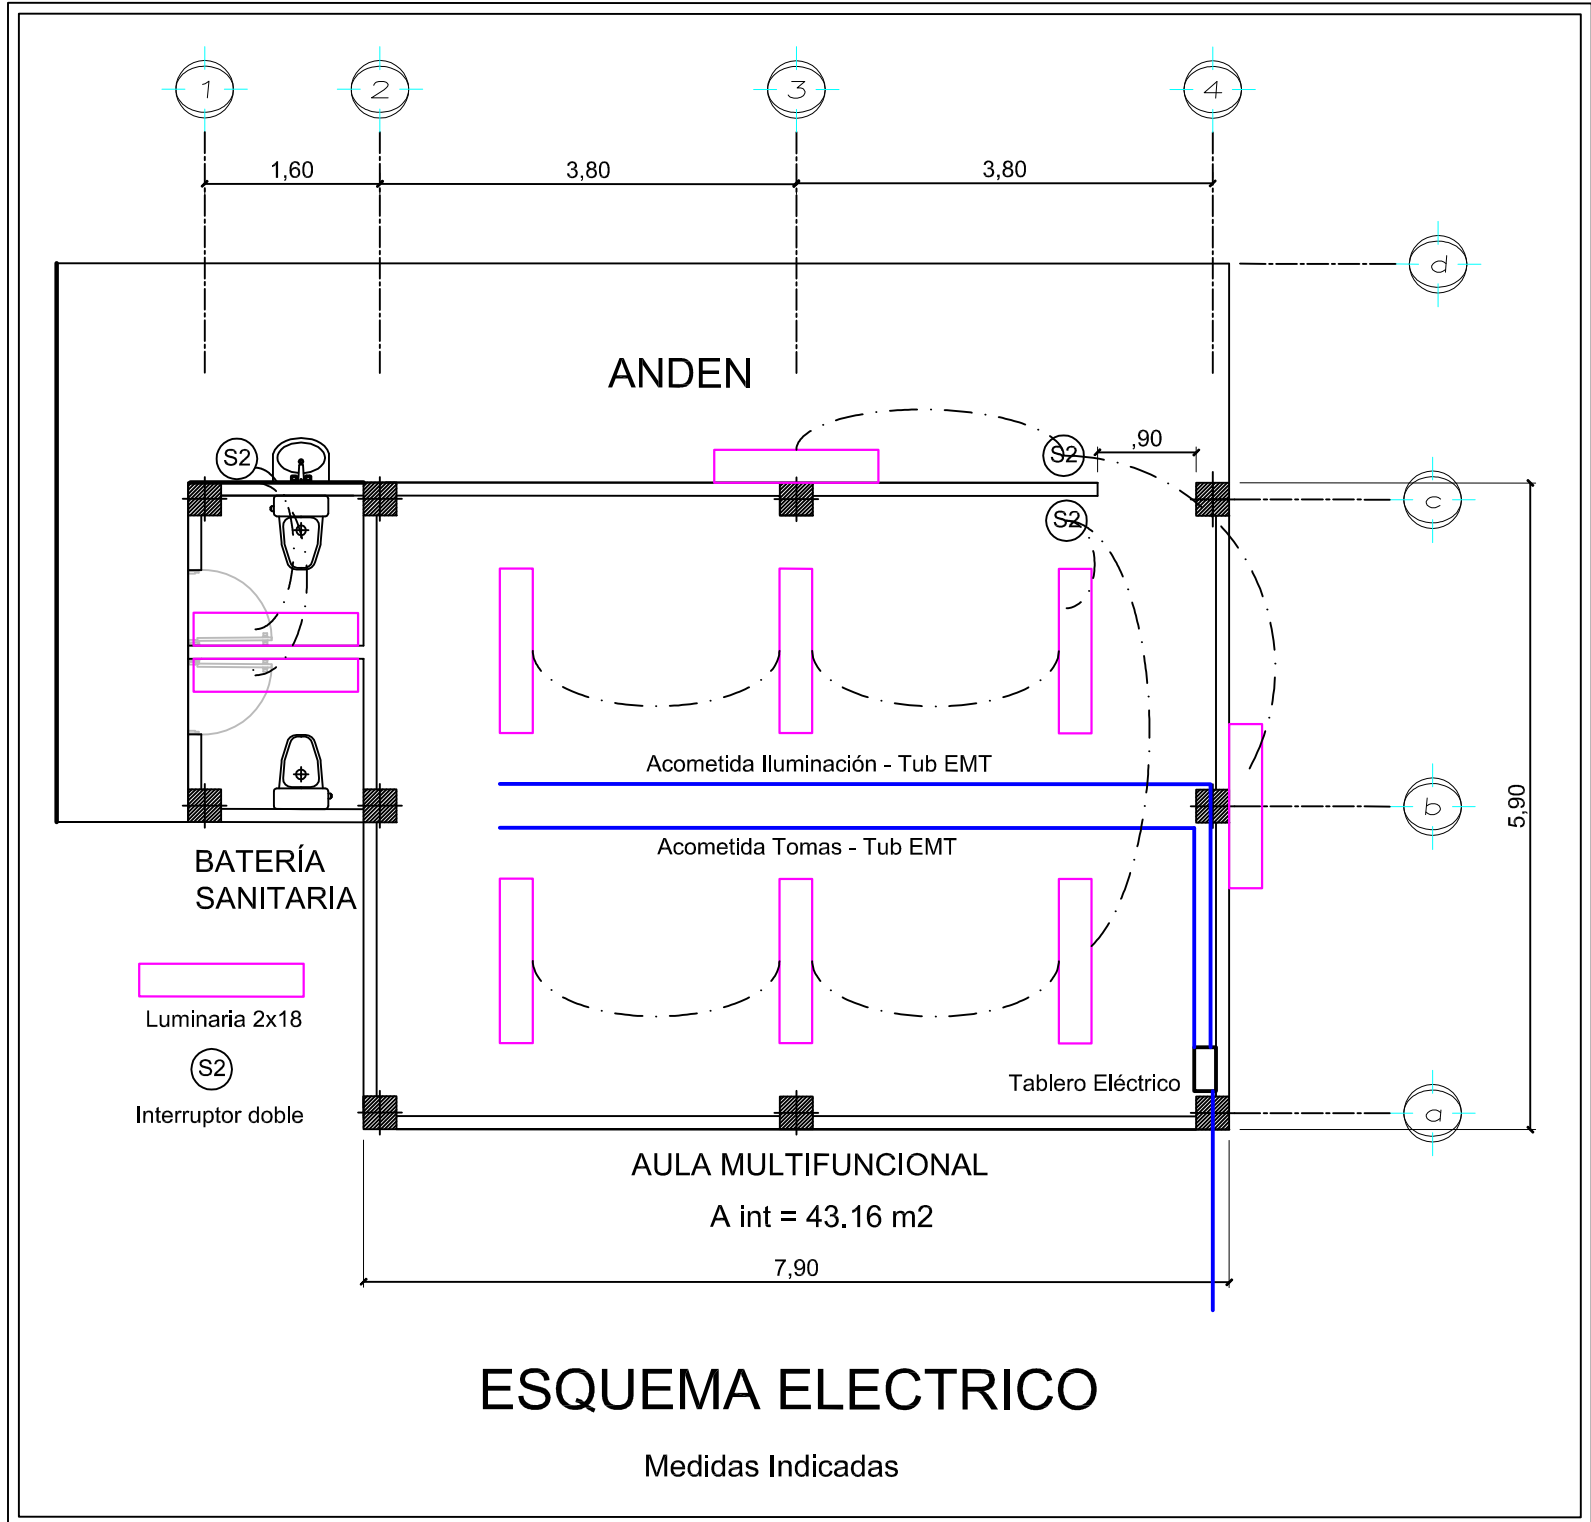 1
2
3
4
1,60
3,80
3,80
d
ANDEN
S2
S2
,90
c
S2
Acometida Iluminación - Tub EMT
5,90
b
Acometida Tomas - Tub EMT
BATERÍA
SANITARIA
Luminaria 2x18
S2
Tablero Eléctrico
Interruptor doble
a
AULA MULTIFUNCIONAL
A int = 43.16 m2
7,90
ESQUEMA ELECTRICO
Medidas Indicadas